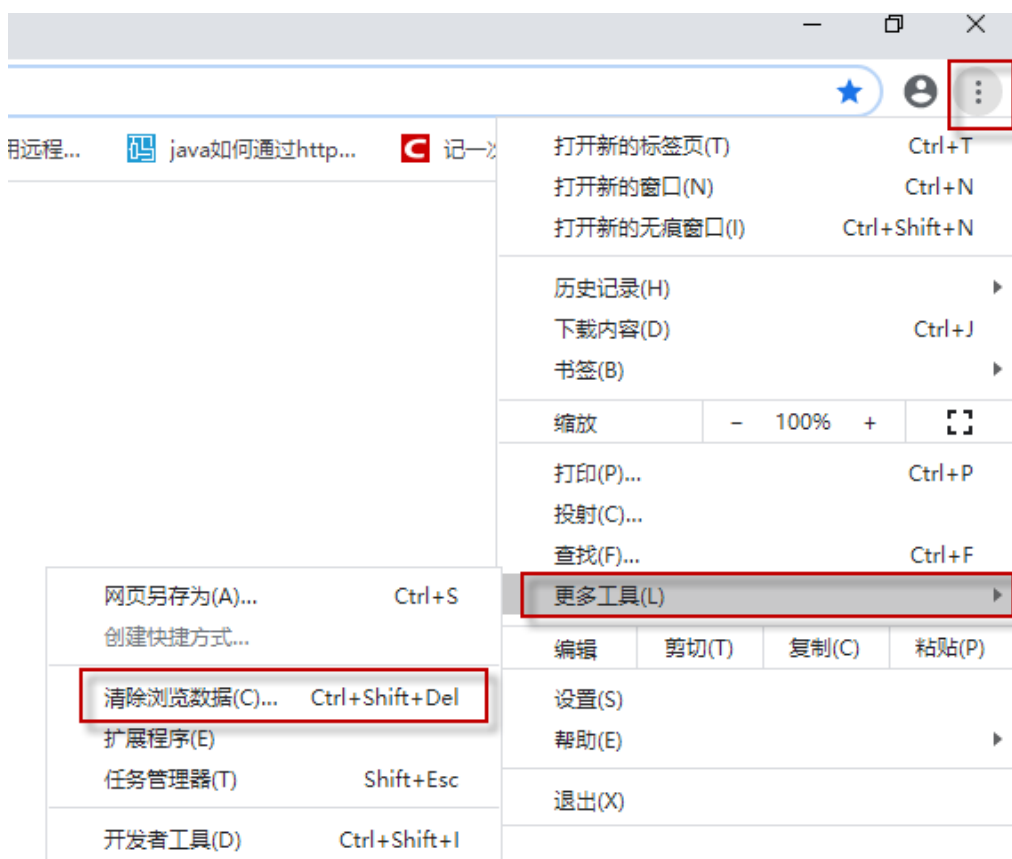 用远程... java如何通过http... 记一次
打开新的标签页(T) Ctrl+T
打开新的窗口(N) Ctrl+N
打开新的无痕窗口(I) Ctrl+Shift+N
历史记录(H)
下载内容(D) Ctrl+J
书签(B)
缩放 - 100% +
打印(P)... Ctrl+P
投射(C)...
查找(F)... Ctrl+F
更多工具(L)
编辑 剪切(T) 复制(C) 粘贴(P)
设置(S)
帮助(E)
退出(X)
网页另存为(A)... Ctrl+S
创建快捷方式...
清除浏览数据(C)... Ctrl+Shift+Del
扩展程序(E)
任务管理器(T) Shift+Esc
开发者工具(D) Ctrl+Shift+I